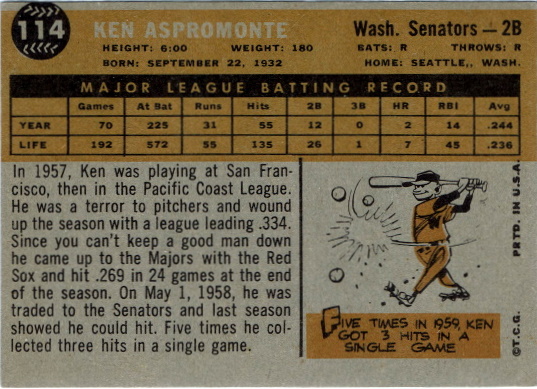 114
KEN ASPROMONTE
Wash. Senators — 2B
HEIGHT: 6:00 WEIGHT: 180 BATS: R THROWS: R
BORN: SEPTEMBER 22, 1932 HOME: SEATTLE,, WASH.
MAJOR LEAGUE BATTING RECORD
Games At Bat Runs Hits 2B 3B HR RBI Avg
YEAR 70 225 31 55 12 0 2 14 .244
LIFE 192 572 55 135 26 1 7 45 .236
In 1957, Ken was playing at San Fran-
cisco, then in the Pacific Coast League.
He was a terror to pitchers and wound
up the season with a league leading .334.
Since you can't keep a good man down
he came up to the Majors with the Red
Sox and hit .269 in 24 games at the end
of the season. On May 1, 1958, he was
traded to the Senators and last season
showed he could hit. Five times he col-
lected three hits in a single game.
FIVE TIMES IN 1959, KEN
GOT 3 HITS IN A
SINGLE GAME
©T.C.G. PRTD. IN U.S.A.